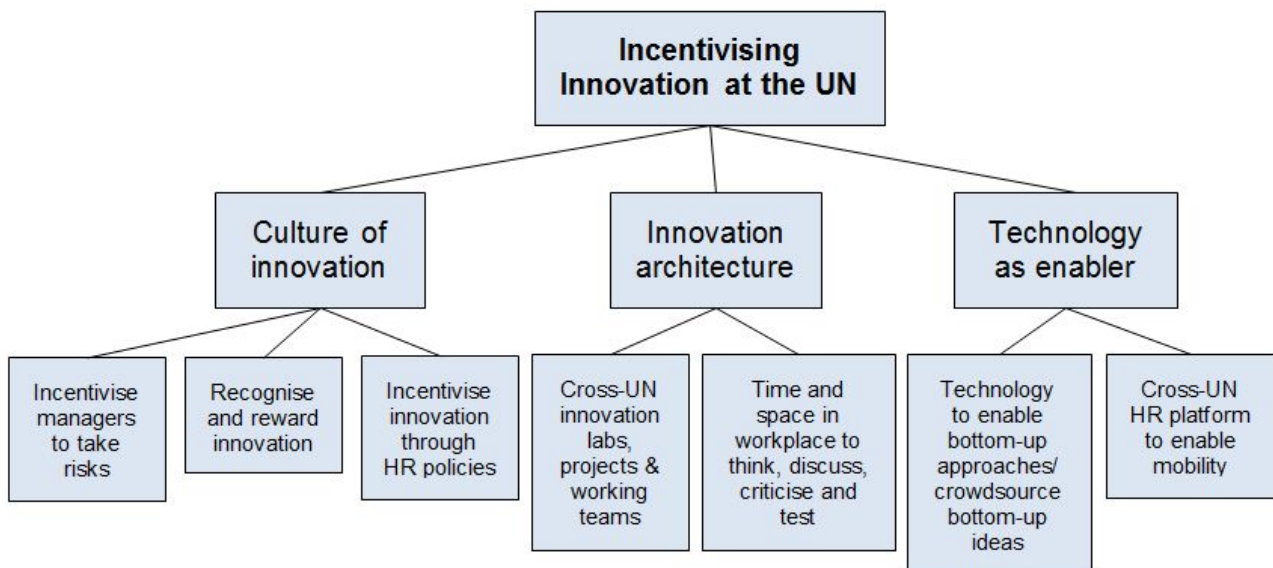 Incentivising
Innovation at the UN
Culture of
innovation
Innovation
architecture
Technology
as enabler
Incentivise
managers
to take
risks
Recognise
and reward
innovation
Incentivise
innovation
through
HR policies
Cross-UN
innovation
labs,
projects &
working
teams
Time and
space in
workplace to
think, discuss,
criticise and
test
Technology
to enable
bottom-up
approaches/
crowdsource
bottom-up
ideas
Cross-UN
HR platform
to enable
mobility